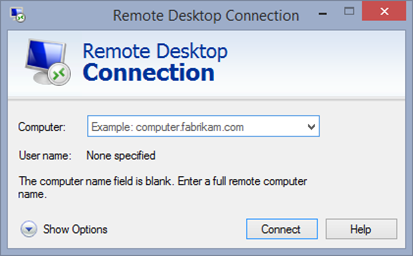 Remote Desktop Connection
Remote Desktop
Connection
Computer: Example: computer.fabrikam.com
User name: None specified
The computer name field is blank. Enter a full remote computer
name.
Show Options Connect Help